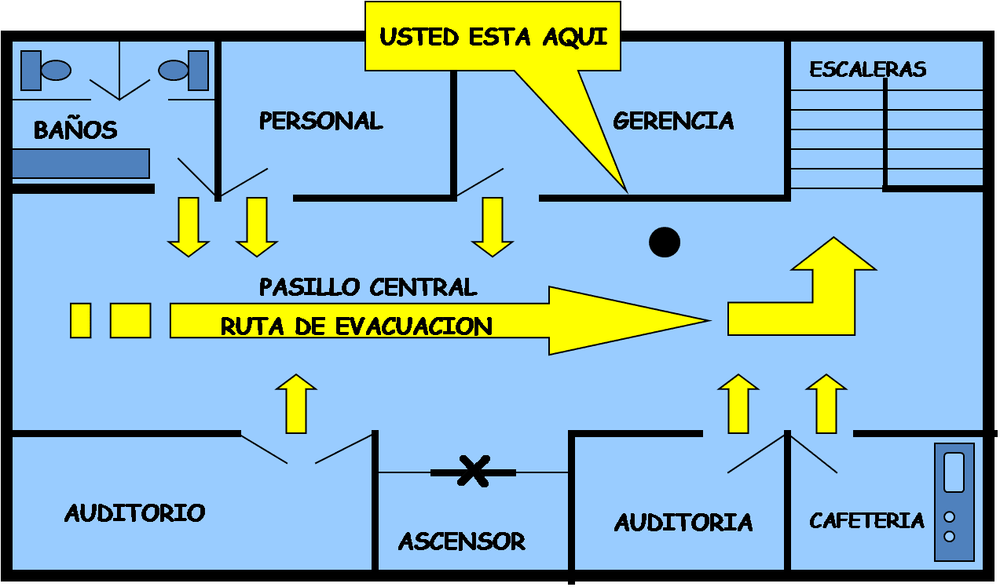 USTED ESTA AQUI
ESCALERAS
BAÑOS
PERSONAL
GERENCIA
PASILLO CENTRAL
RUTA DE EVACUACION
AUDITORIO
ASCENSOR
AUDITORIA
CAFETERIA